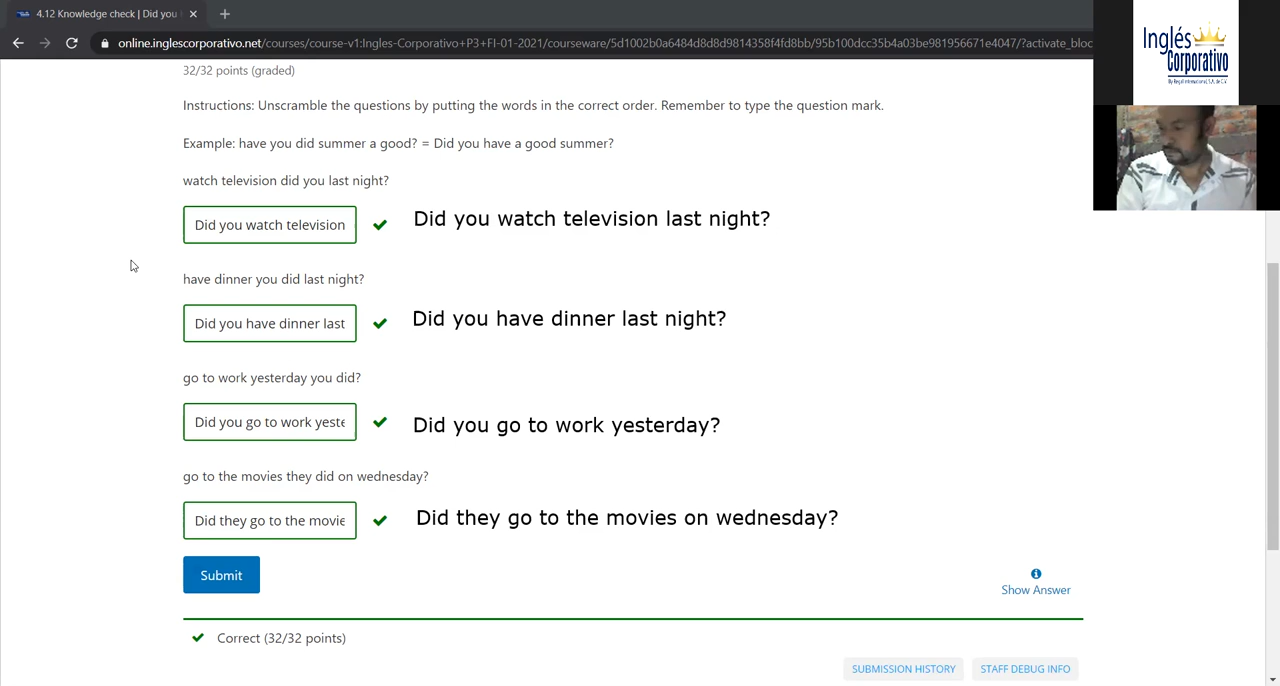 4.12 Knowledge check | Did you
online.inglescorporativo.net/courses/course-v1:Ingles-Corporativo+P3+FI-01-2021/courseware/5d1002b0a6484d8d8d9814358f4fd8bb/95b100dcc35b4a03be981956671e4047/?activate_bloc
Inglés
Corporativo
32/32 points (graded)
Instructions: Unscramble the questions by putting the words in the correct order. Remember to type the question mark.
Example: have you did summer a good? = Did you have a good summer?
watch television did you last night?
Did you watch television
Did you watch television last night?
have dinner you did last night?
Did you have dinner last
Did you have dinner last night?
go to work yesterday you did?
Did you go to work yeste
Did you go to work yesterday?
go to the movies they did on wednesday?
Did they go to the movie
Did they go to the movies on wednesday?
Submit
Show Answer
Correct (32/32 points)
SUBMISSION HISTORY
STAFF DEBUG INFO